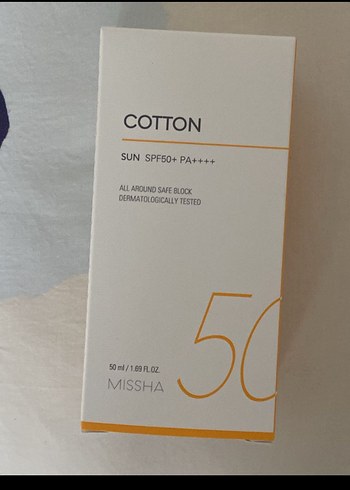 COTTON
SUN SPF50+ PA++++
ALL AROUND SAFE BLOCK
DERMATOLOGICALLY TESTED
50
50 ml / 1.69 FL.OZ.
MISSHA